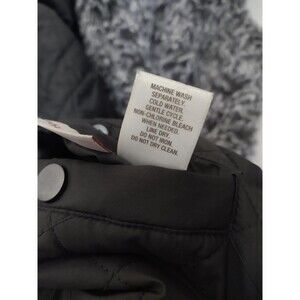 MACHINE WASH
SEPARATELY.
COLD WATER.
GENTLE CYCLE.
NON-CHLORINE BLEACH
WHEN NEEDED.
LINE DRY.
DO NOT IRON.
DO NOT DRY CLEAN.